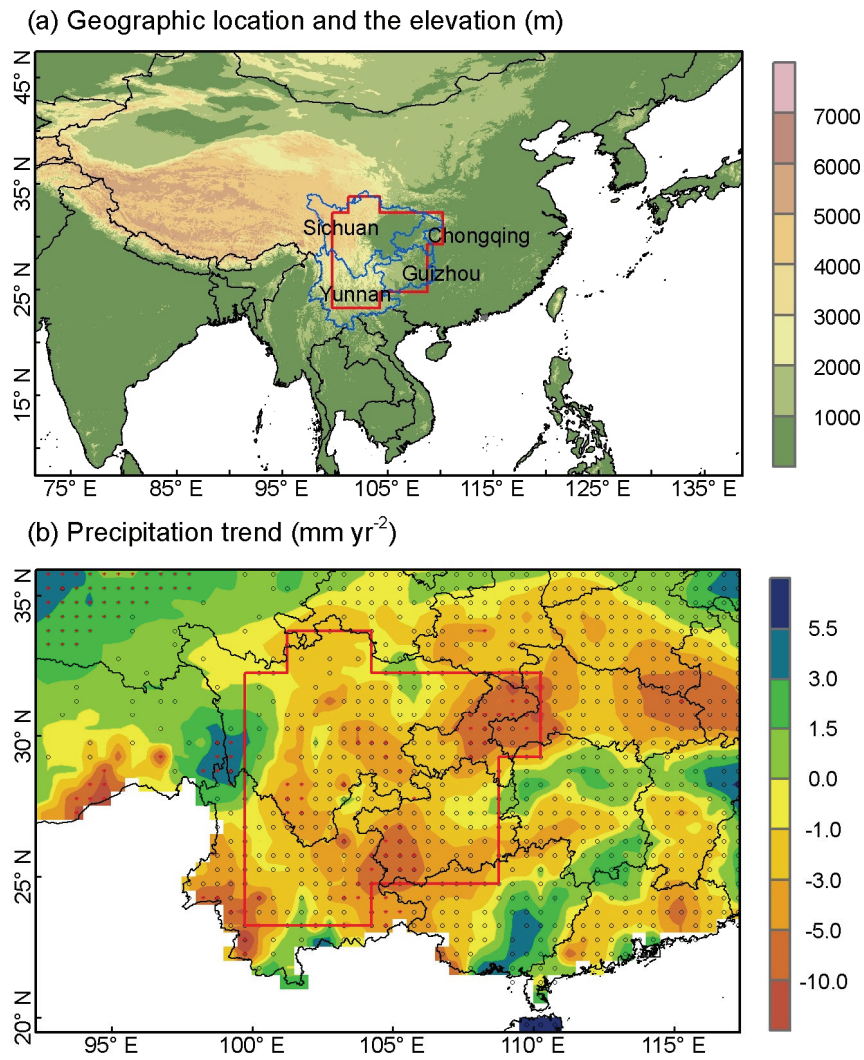 (a) Geographic location and the elevation (m)
45° N
35° N
25° N
15° N
Sichuan
Chongqing
Guizhou
Yunnan
7000
6000
5000
4000
3000
2000
1000
75° E 85° E 95° E 105° E 115° E 125° E 135° E
(b) Precipitation trend (mm yr⁻²)
35° N
30° N
25° N
20° N
5.5
3.0
1.5
0.0
-1.0
-3.0
-5.0
-10.0
95° E 100° E 105° E 110° E 115° E